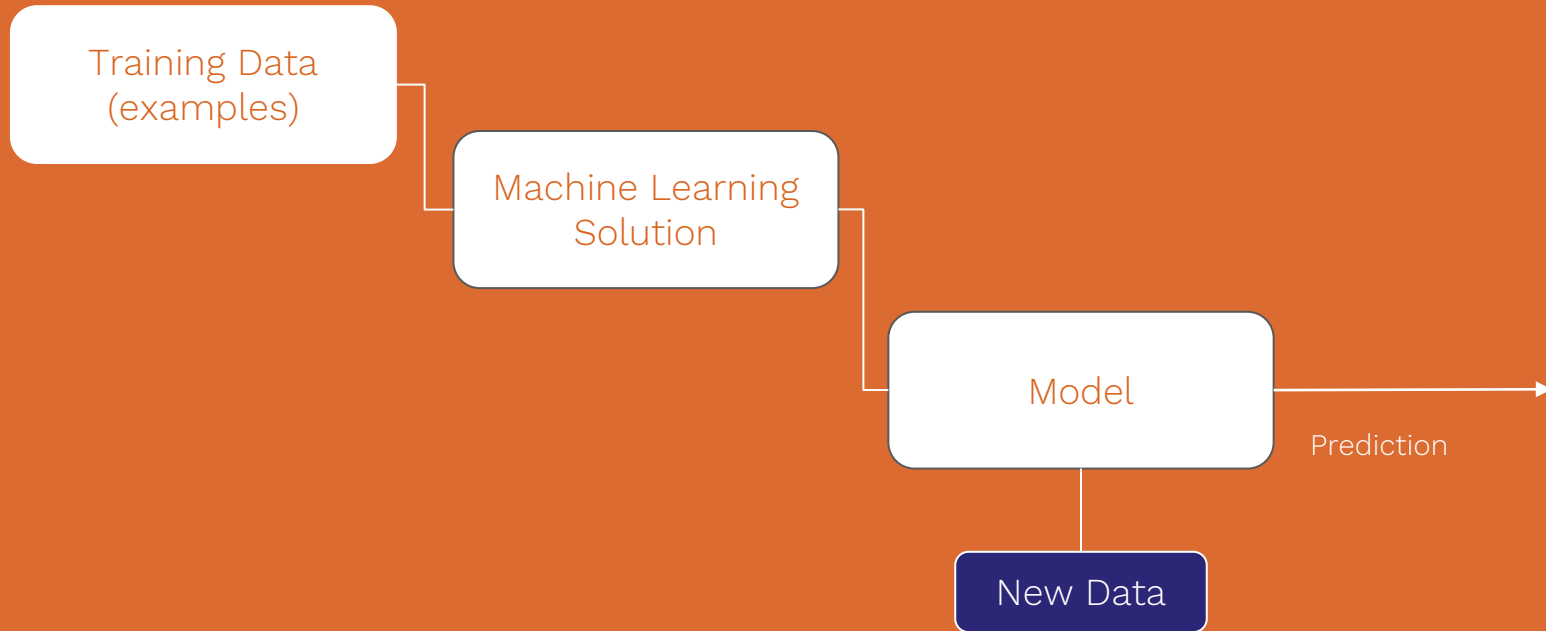 Training Data
(examples)
Machine Learning
Solution
Model
Prediction
New Data